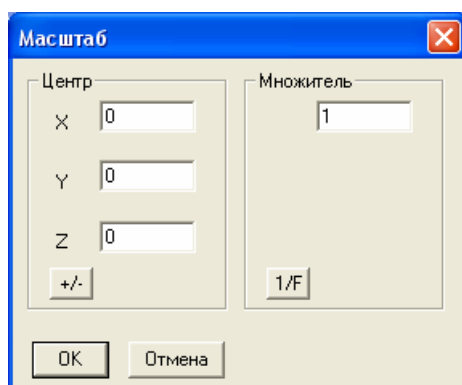 Масштаб
Центр Множитель
X 0 1
Y 0
Z 0
+/- 1/F
OK Отмена